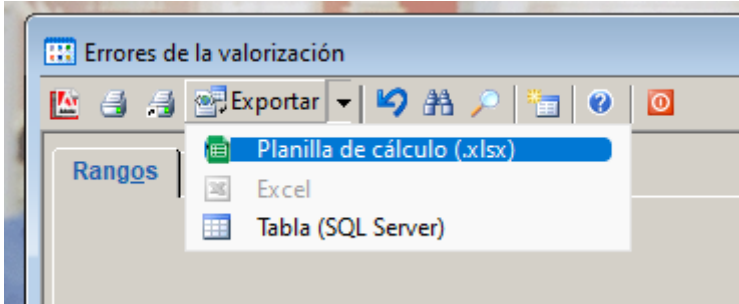 Errores de la valorización
Exportar
Planilla de cálculo (.xlsx)
Rangos
Excel
Tabla (SQL Server)